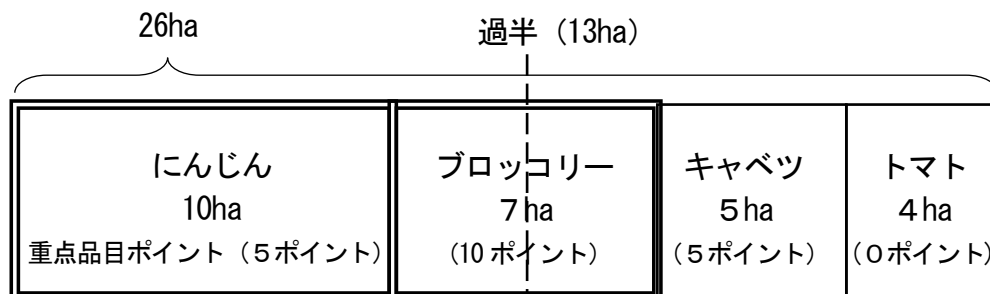 26ha
過半（13ha）
にんじん
10ha
重点品目ポイント（５ポイント）
ブロッコリー
７ha
（10ポイント）
キャベツ
５ha
（５ポイント）
トマト
４ha
（０ポイント）